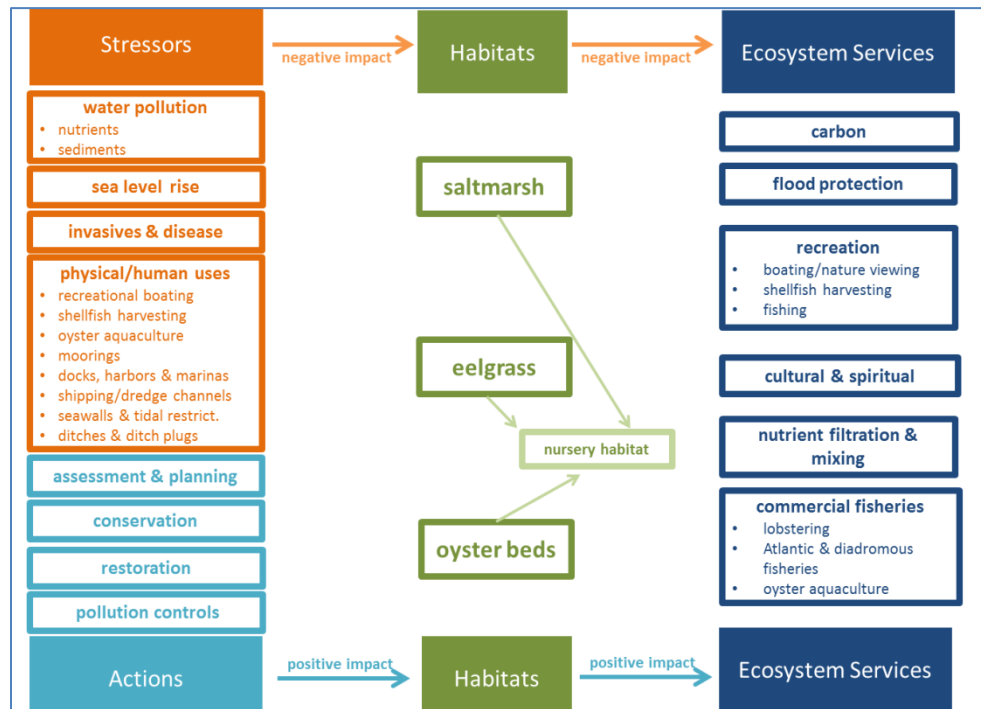 Stressors
negative impact
Habitats
negative impact
Ecosystem Services
water pollution
• nutrients
• sediments
sea level rise
invasives & disease
physical/human uses
• recreational boating
• shellfish harvesting
• oyster aquaculture
• moorings
• docks, harbors & marinas
• shipping/dredge channels
• seawalls & tidal restrict.
• ditches & ditch plugs
assessment & planning
conservation
restoration
pollution controls
saltmarsh
eelgrass
nursery habitat
oyster beds
carbon
flood protection
recreation
• boating/nature viewing
• shellfish harvesting
• fishing
cultural & spiritual
nutrient filtration &
mixing
commercial fisheries
• lobstering
• Atlantic & diadromous
fisheries
• oyster aquaculture
Actions
positive impact
Habitats
positive impact
Ecosystem Services